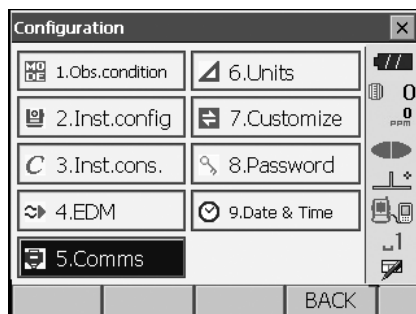 Configuration
MODE 1.Obs.condition
2.Inst.config
C 3.Inst.cons.
4.EDM
5.Comms
6.Units
7.Customize
8.Password
9.Date & Time
0
0
PPM
1
BACK